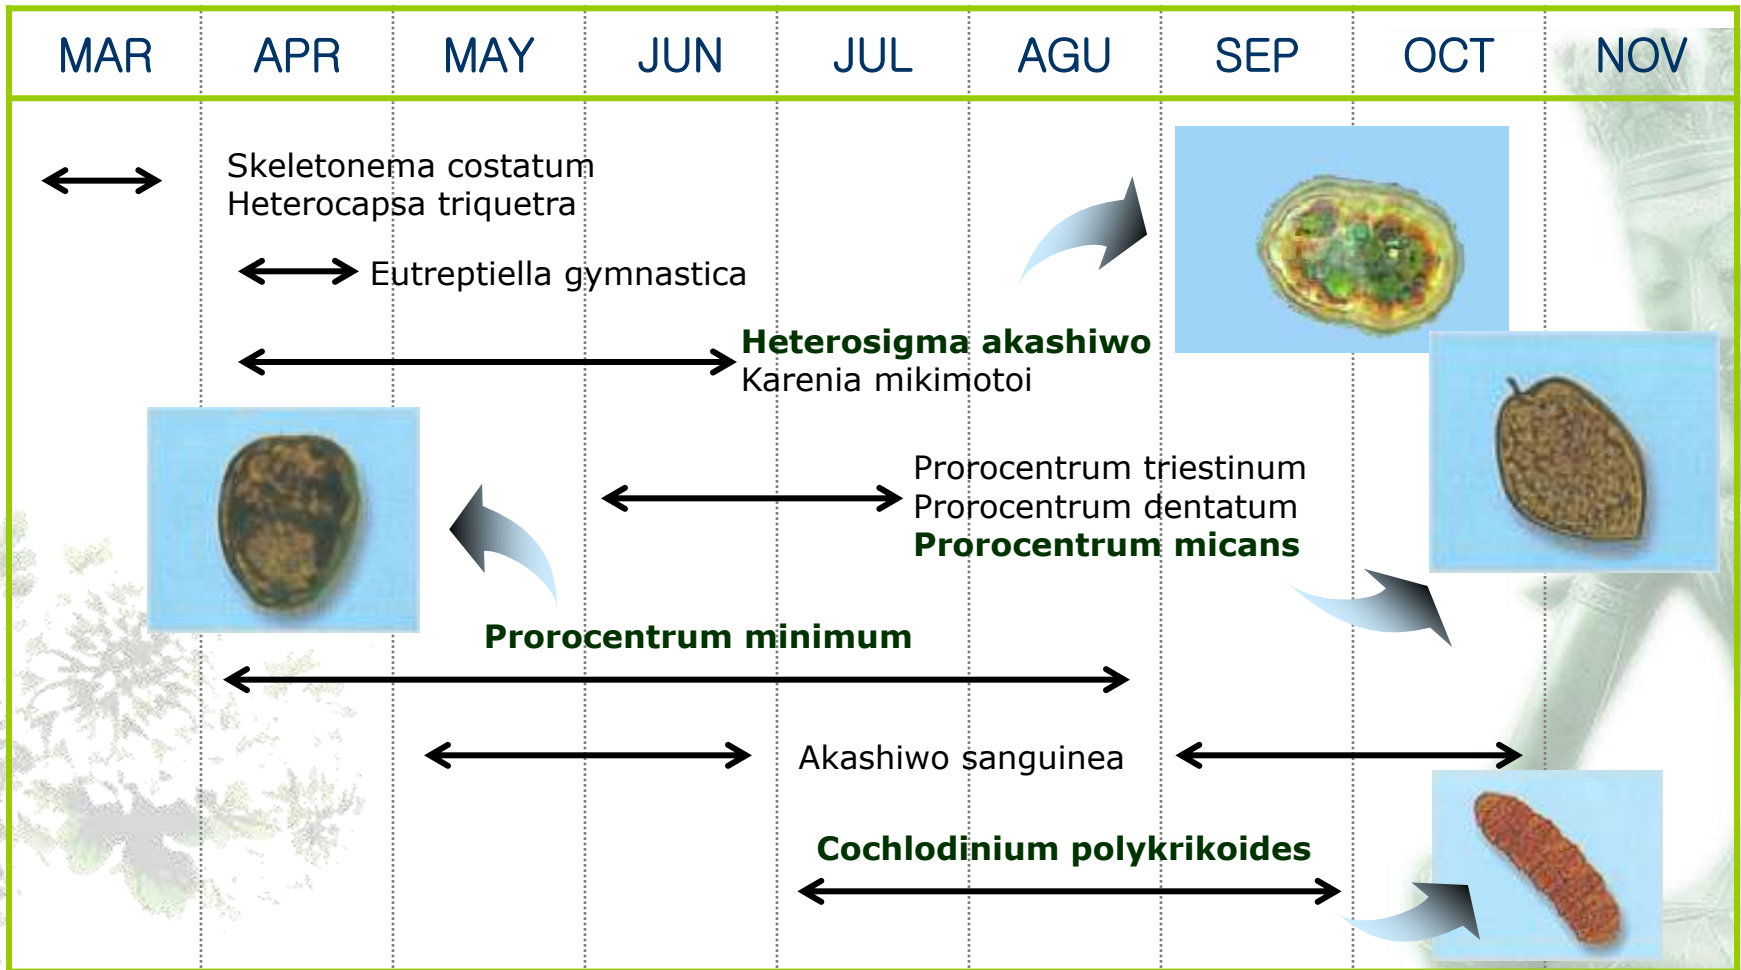 MAR APR MAY JUN JUL AGU SEP OCT NOV
Skeletonema costatum
Heterocapsa triquetra
Eutreptiella gymnastica
Heterosigma akashiwo
Karenia mikimotoi
Prorocentrum triestinum
Prorocentrum dentatum
Prorocentrum micans
Prorocentrum minimum
Akashiwo sanguinea
Cochlodinium polykrikoides